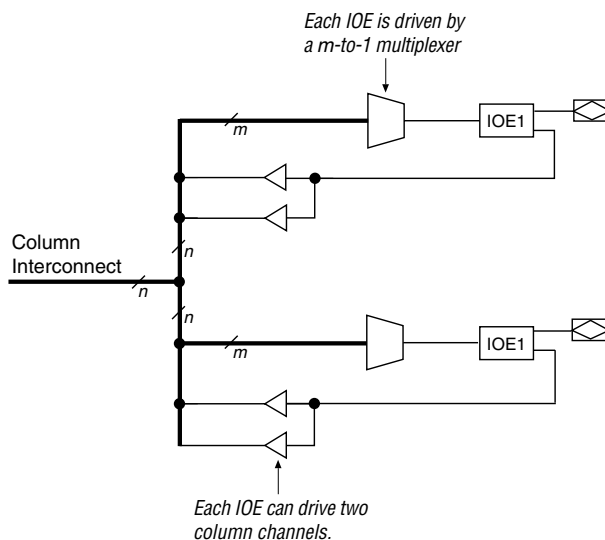 Each IOE is driven by
a m-to-1 multiplexer
m
IOE1
Column
Interconnect
n
n
n
m
IOE1
Each IOE can drive two
column channels.